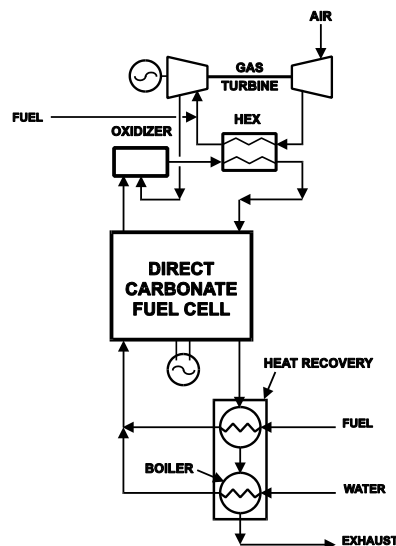 AIR
GAS
TURBINE
FUEL
HEX
OXIDIZER
DIRECT
CARBONATE
FUEL CELL
HEAT RECOVERY
FUEL
BOILER
WATER
EXHAUST